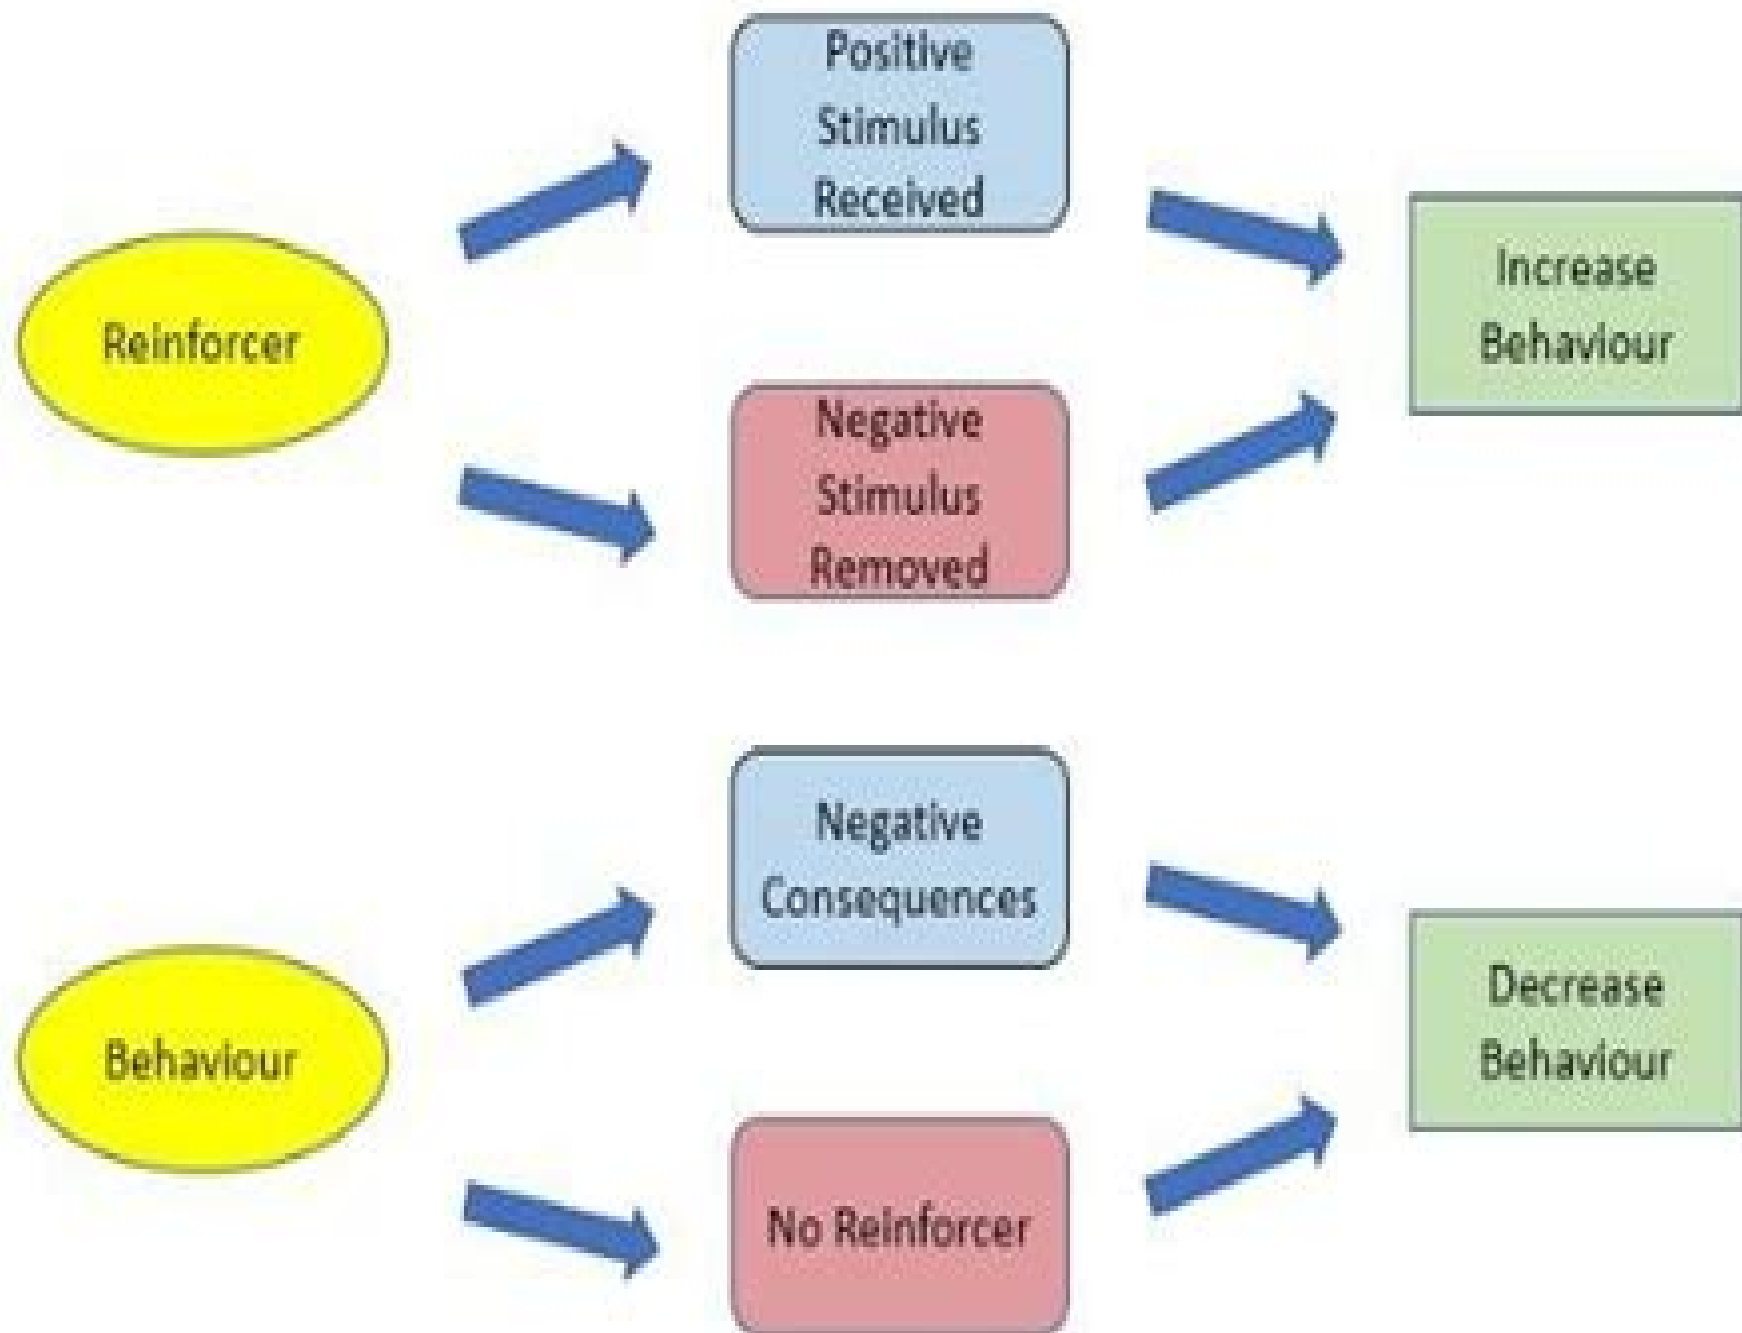 Positive
Stimulus
Received
Reinforcer
Increase
Behaviour
Negative
Stimulus
Removed
Negative
Consequences
Behaviour
Decrease
Behaviour
No Reinforcer